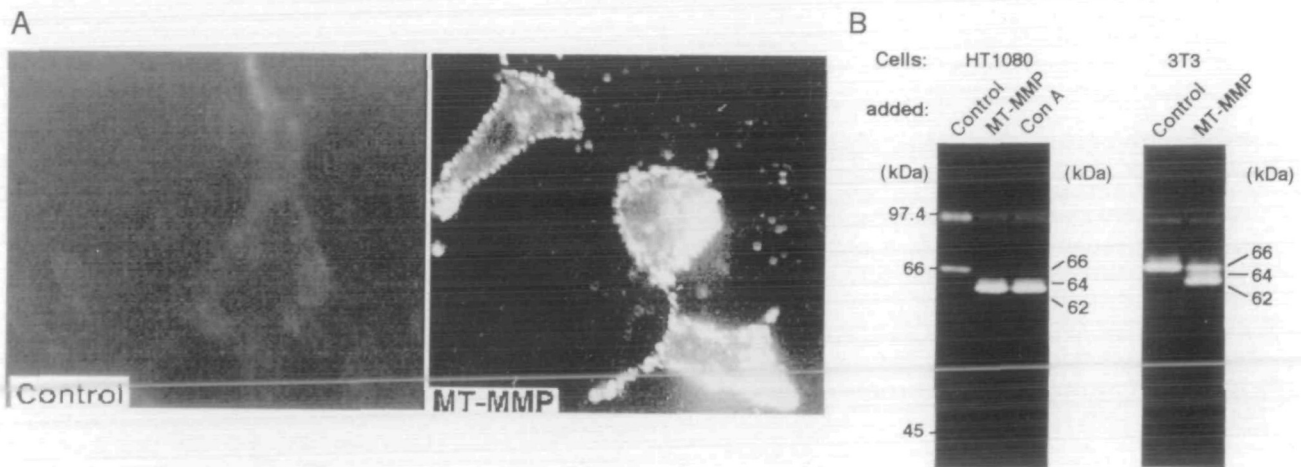 A
Control
MT-MMP
B
Cells: HT1080 3T3
added: Control MT-MMP Con A Control MT-MMP
(kDa) (kDa) (kDa)
97.4
66
45
66
64
62
66
64
62